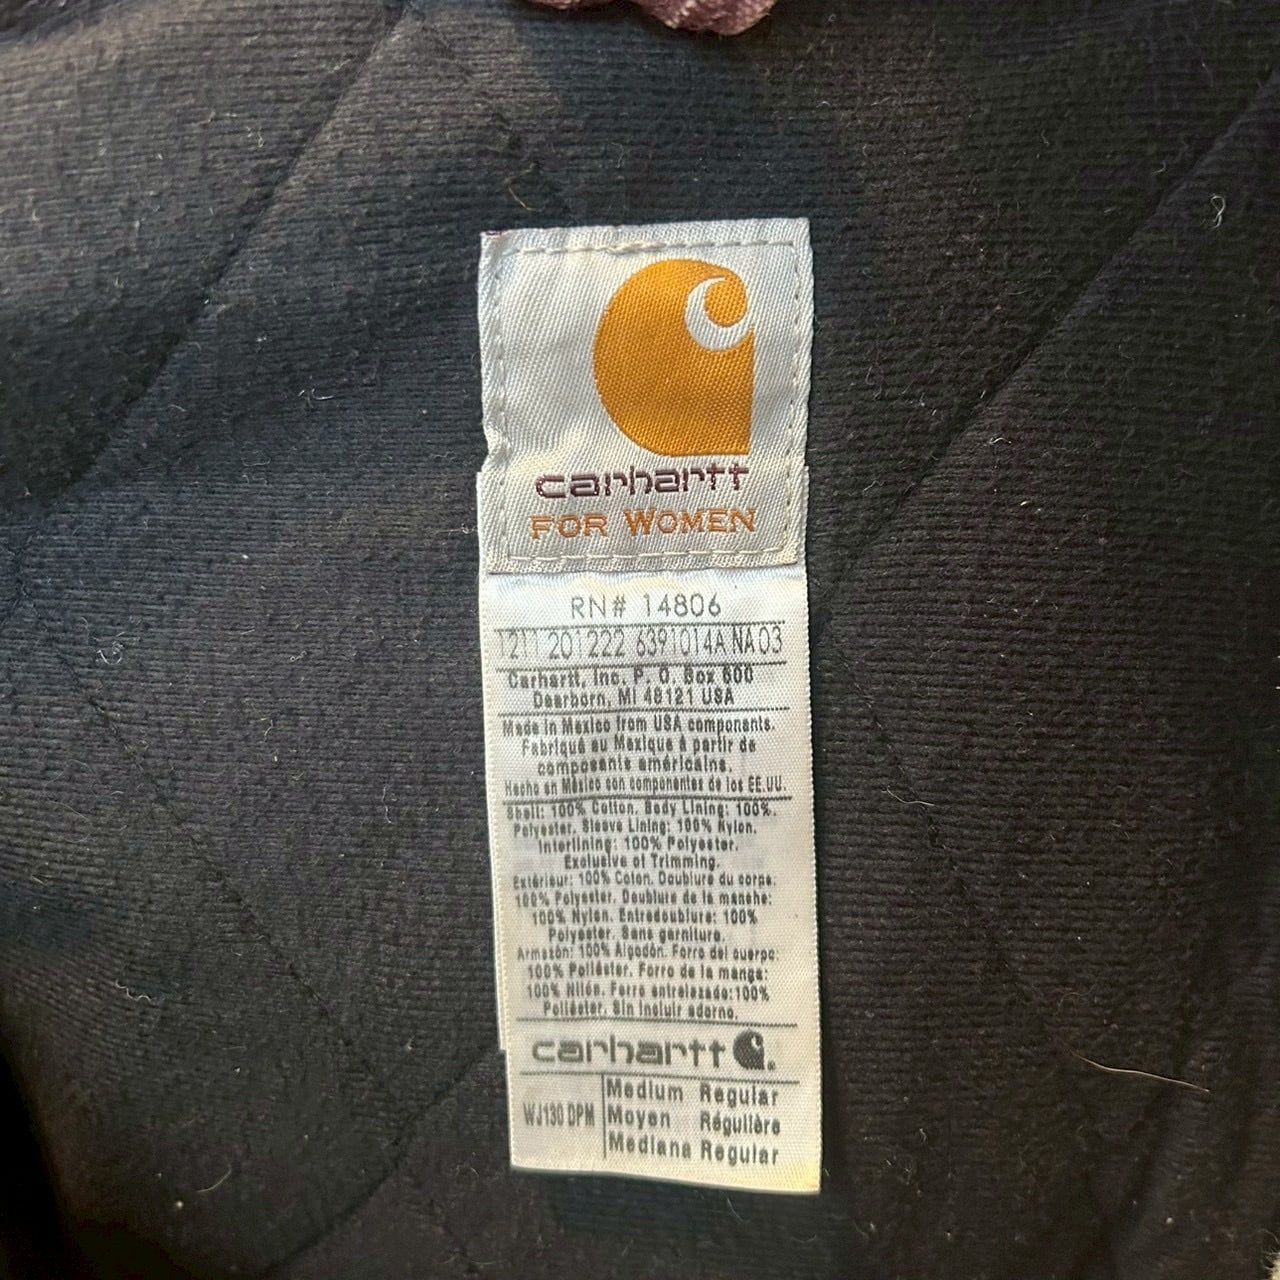 carhartt
FOR WOMEN
RN# 14806
1211 201222 6391014A NA03
Carhartt, Inc. P. O. Box 600
Dearborn, MI 48121 USA
Made in Mexico from USA components.
Fabriqué au Mexique à partir de
composants américains.
Hecho en México con componentes de los EE.UU.
Shell: 100% Cotton. Body Lining: 100%.
Polyester. Sleeve Lining: 100% Nylon.
Interlining: 100% Polyester.
Exclusive of Trimming.
Extérieur: 100% Coton. Doublure du corps:
100% Polyester. Doublure de la manche:
100% Nylon. Entredoublure: 100%
Polyester. Sans garniture.
Armazón: 100% Algodón. Forro del cuerpo:
100% Poliéster. Forro de la manga:
100% Nilón. Forro entrelazado:100%
Poliéster. Sin incluir adorno.
carhartt
WJ130 DPM
Medium Regular
Moyen Régulière
Mediana Regular